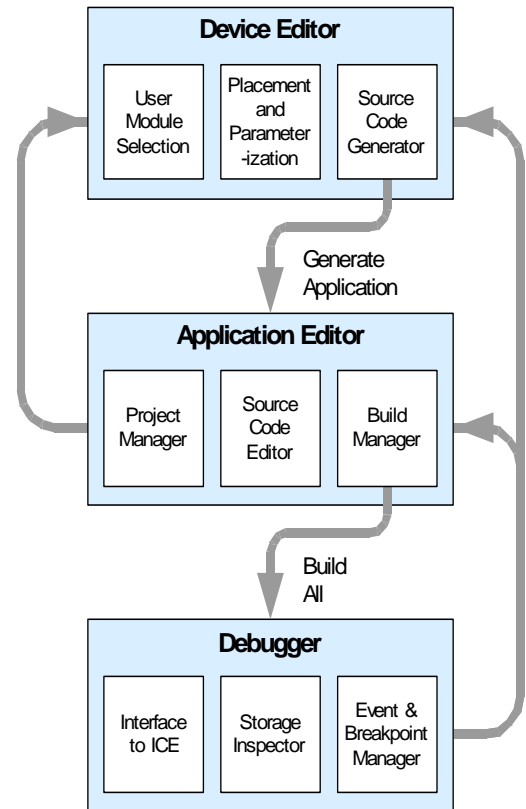 Device Editor
User
Module
Selection
Placement
and
Parameter
-ization
Source
Code
Generator
Generate
Application
Application Editor
Project
Manager
Source
Code
Editor
Build
Manager
Build
All
Debugger
Interface
to ICE
Storage
Inspector
Event &
Breakpoint
Manager